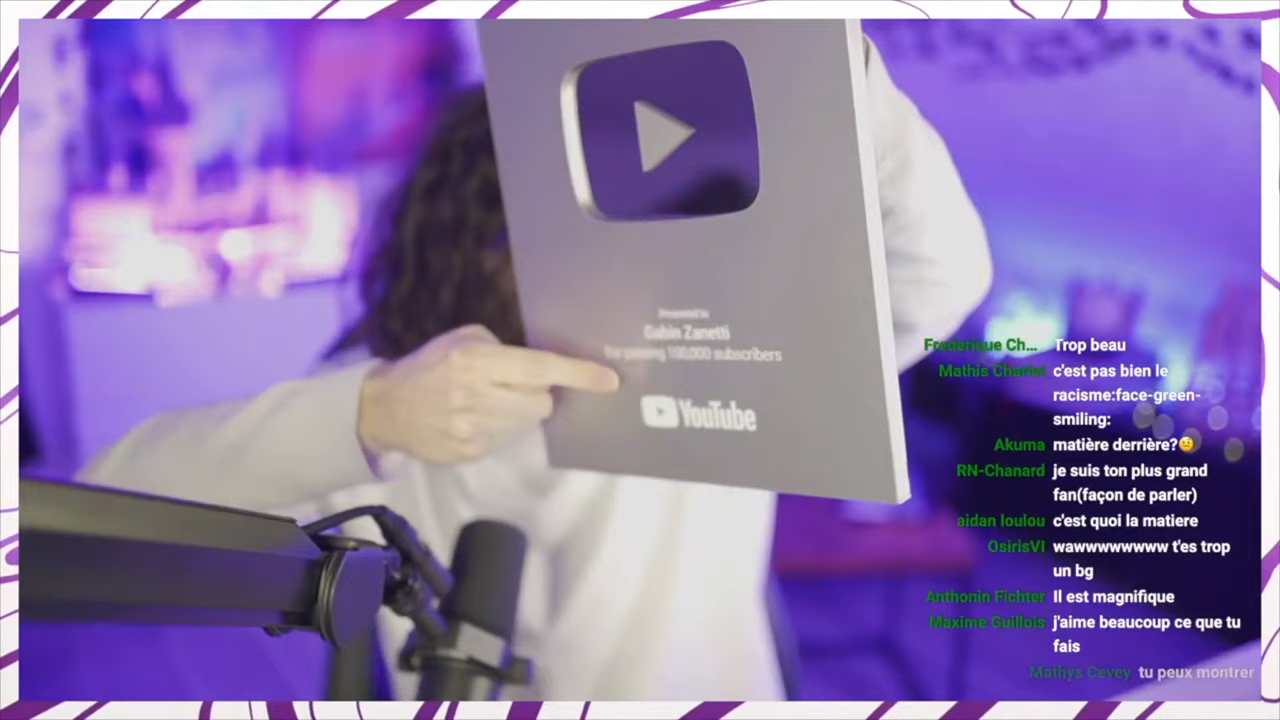 Presented to
Gabin Zanetti
For passing 100,000 subscribers
YouTube
Frederique Ch... Trop beau
Mathis Charlet c'est pas bien le
racisme:face-green-
smiling:
Akuma matière derrière?🤨
RN-Chanard je suis ton plus grand
fan(façon de parler)
aidan loulou c'est quoi la matiere
OsirisVI wawwwwwwww t'es trop
un bg
Anthonin Fichter Il est magnifique
Maxime Guillois j'aime beaucoup ce que tu
fais
Mathys Cevey tu peux montrer